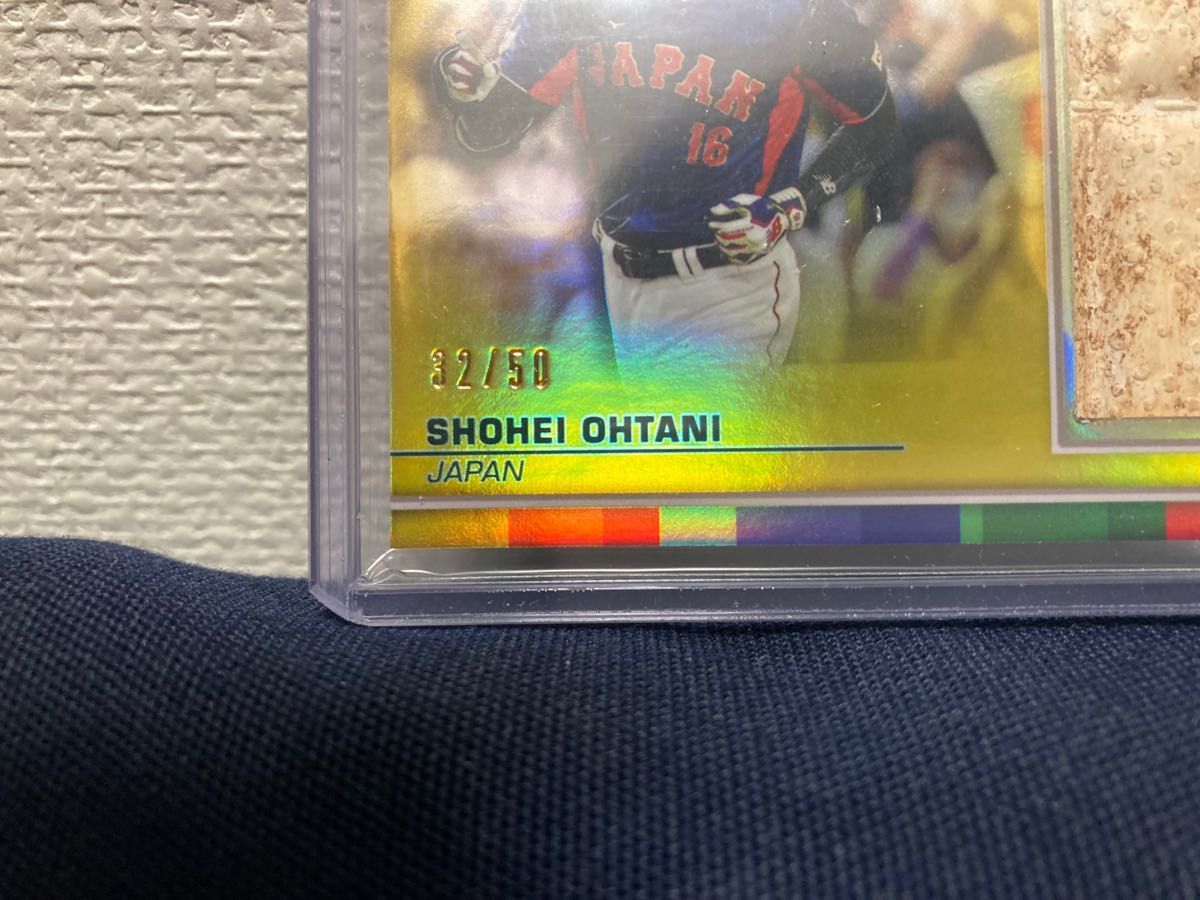 JAPAN
16
32/50
SHOHEI OHTANI
JAPAN